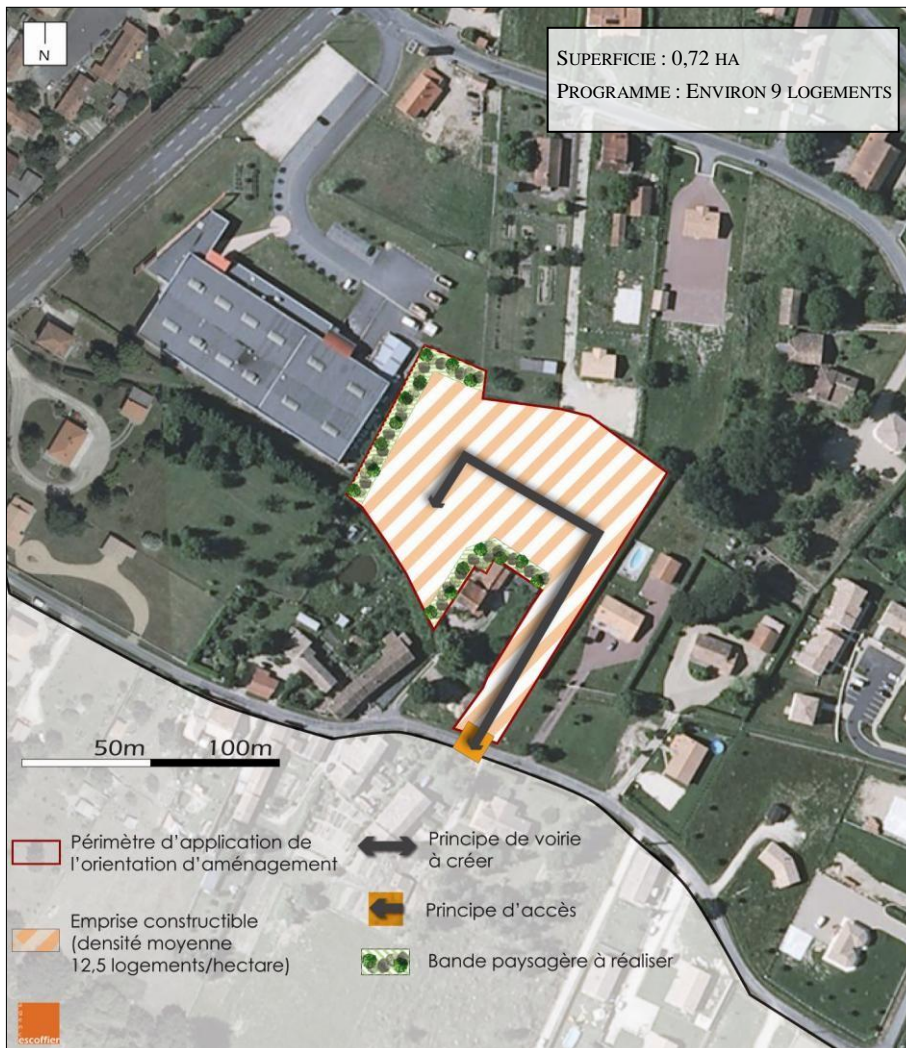 N
SUPERFICIE : 0,72 HA
PROGRAMME : ENVIRON 9 LOGEMENTS
50m 100m
Périmètre d'application de
l'orientation d'aménagement
Principe de voirie
à créer
Emprise constructible
(densité moyenne
12,5 logements/hectare)
Principe d'accès
Bande paysagère à réaliser
escoffier